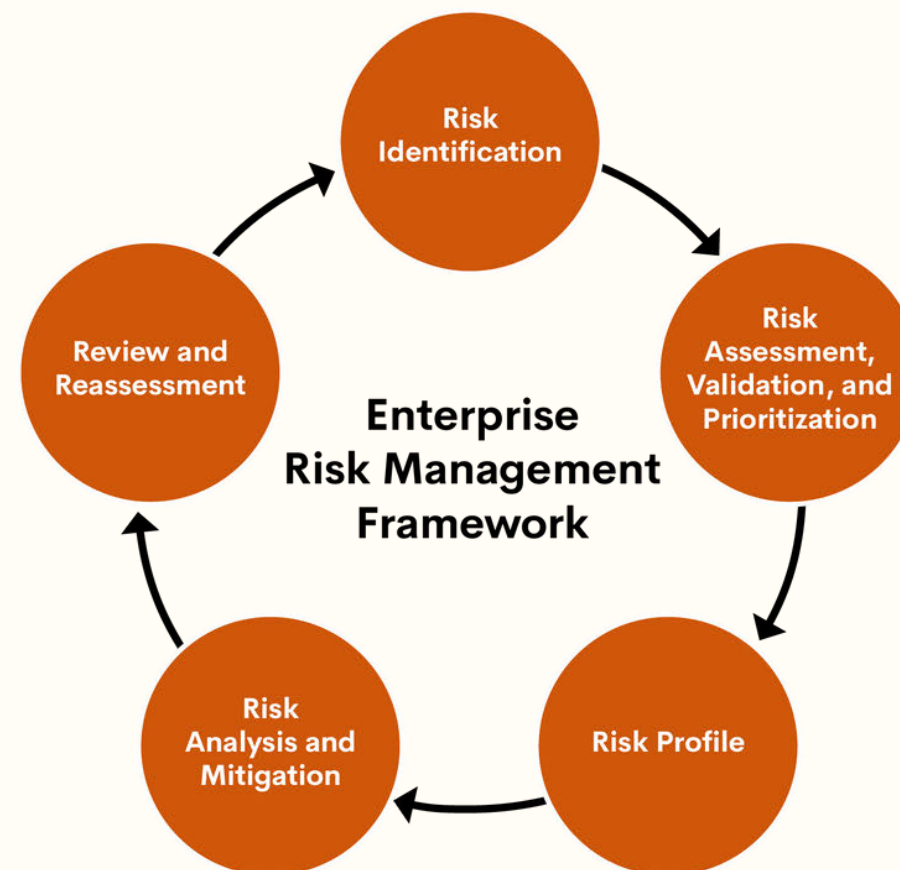 Risk
Identification
Risk
Assessment,
Validation, and
Prioritization
Review and
Reassessment
Enterprise
Risk Management
Framework
Risk
Analysis and
Mitigation
Risk Profile